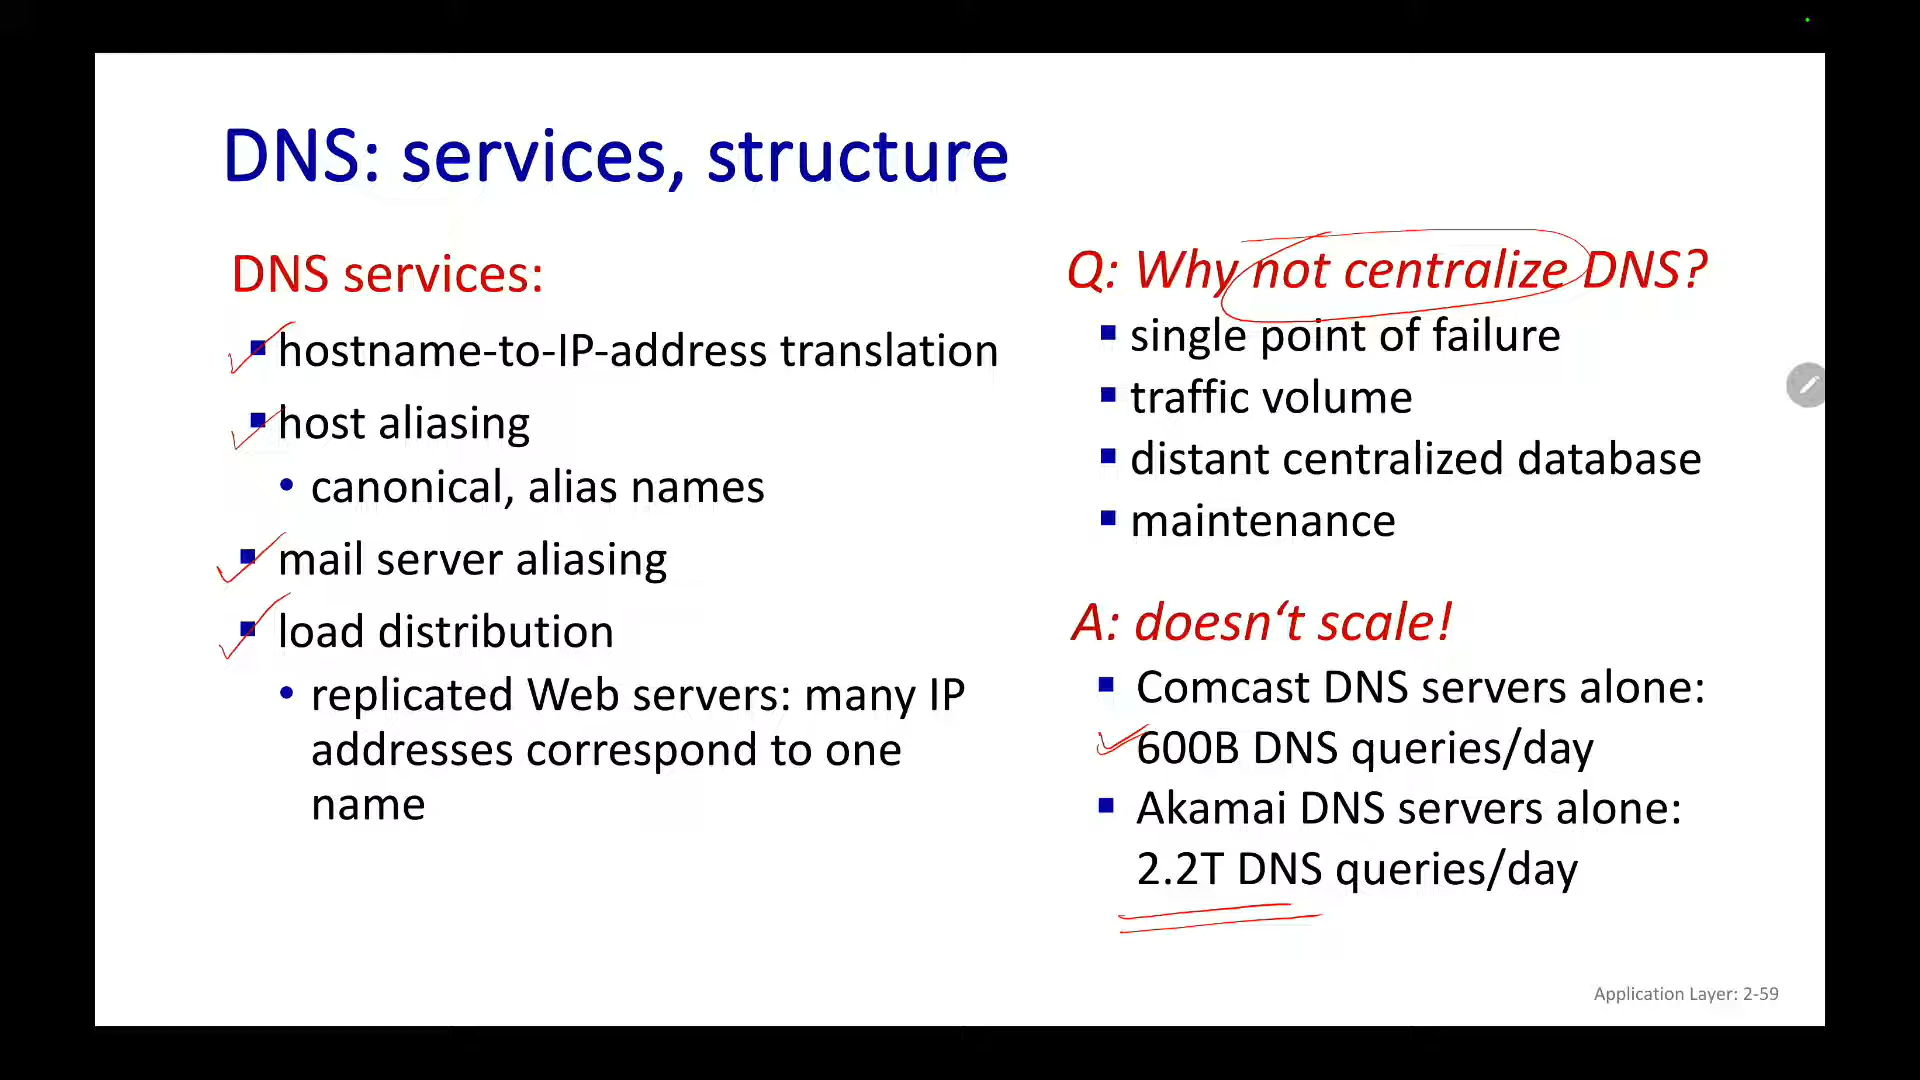 DNS: services, structure
DNS services:
hostname-to-IP-address translation
host aliasing
canonical, alias names
mail server aliasing
load distribution
replicated Web servers: many IP
addresses correspond to one
name
Q: Why not centralize DNS?
single point of failure
traffic volume
distant centralized database
maintenance
A: doesn‘t scale!
Comcast DNS servers alone:
600B DNS queries/day
Akamai DNS servers alone:
2.2T DNS queries/day
Application Layer: 2-59